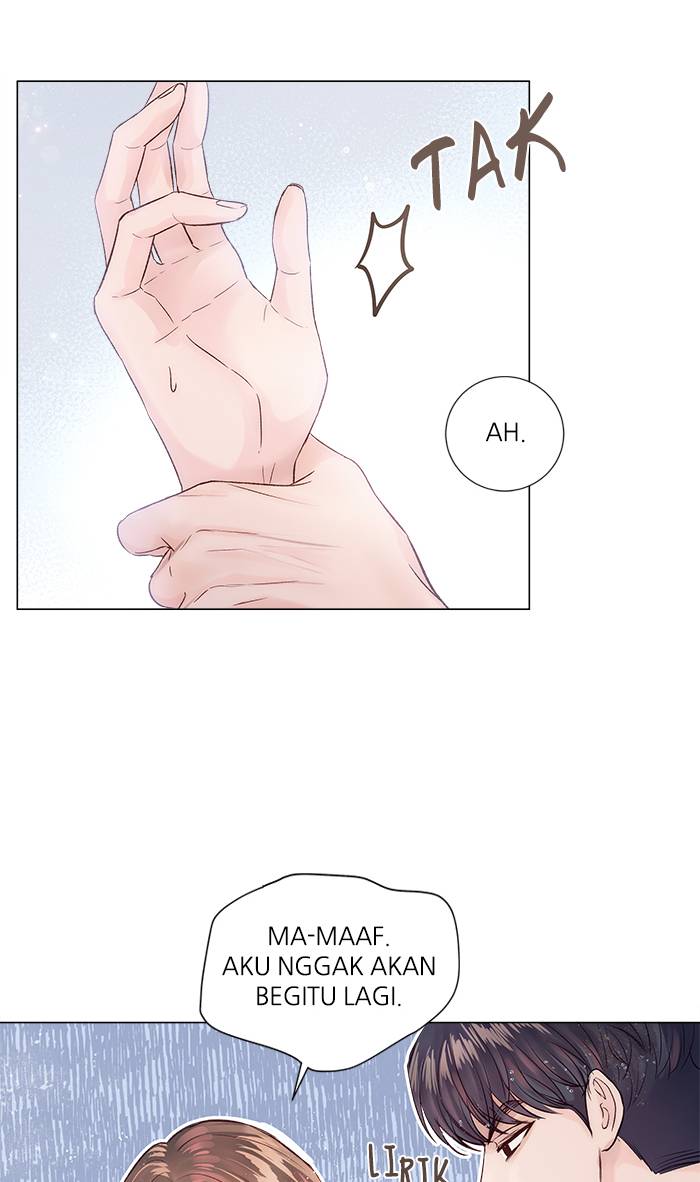 TAK
AH.
MA-MAAF.
AKU NGGAK AKAN
BEGITU LAGI.
LIRIK